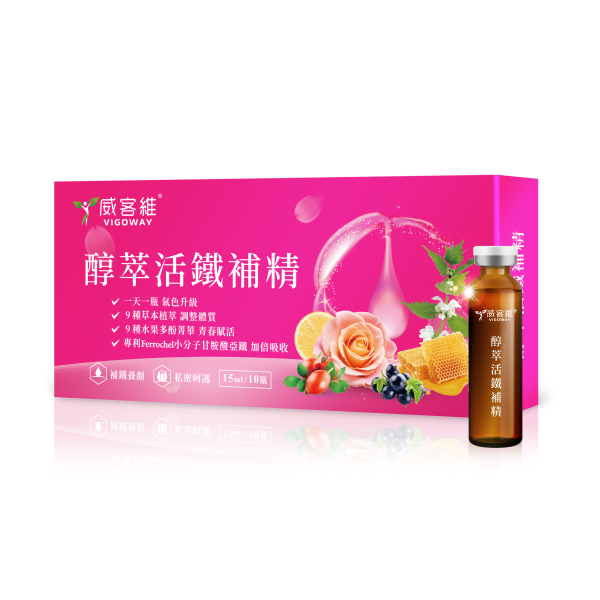 威客維®
VIGOWAY
醇萃活鐵補精
一天一瓶 氣色升級
9種草本植萃 調整體質
9種水果多酚菁華 青春賦活
專利Ferrochel小分子甘胺酸亞鐵 加倍吸收
補鐵養顏
私密呵護
15ml/10瓶
威客維
VIGOWAY
醇萃活鐵補精